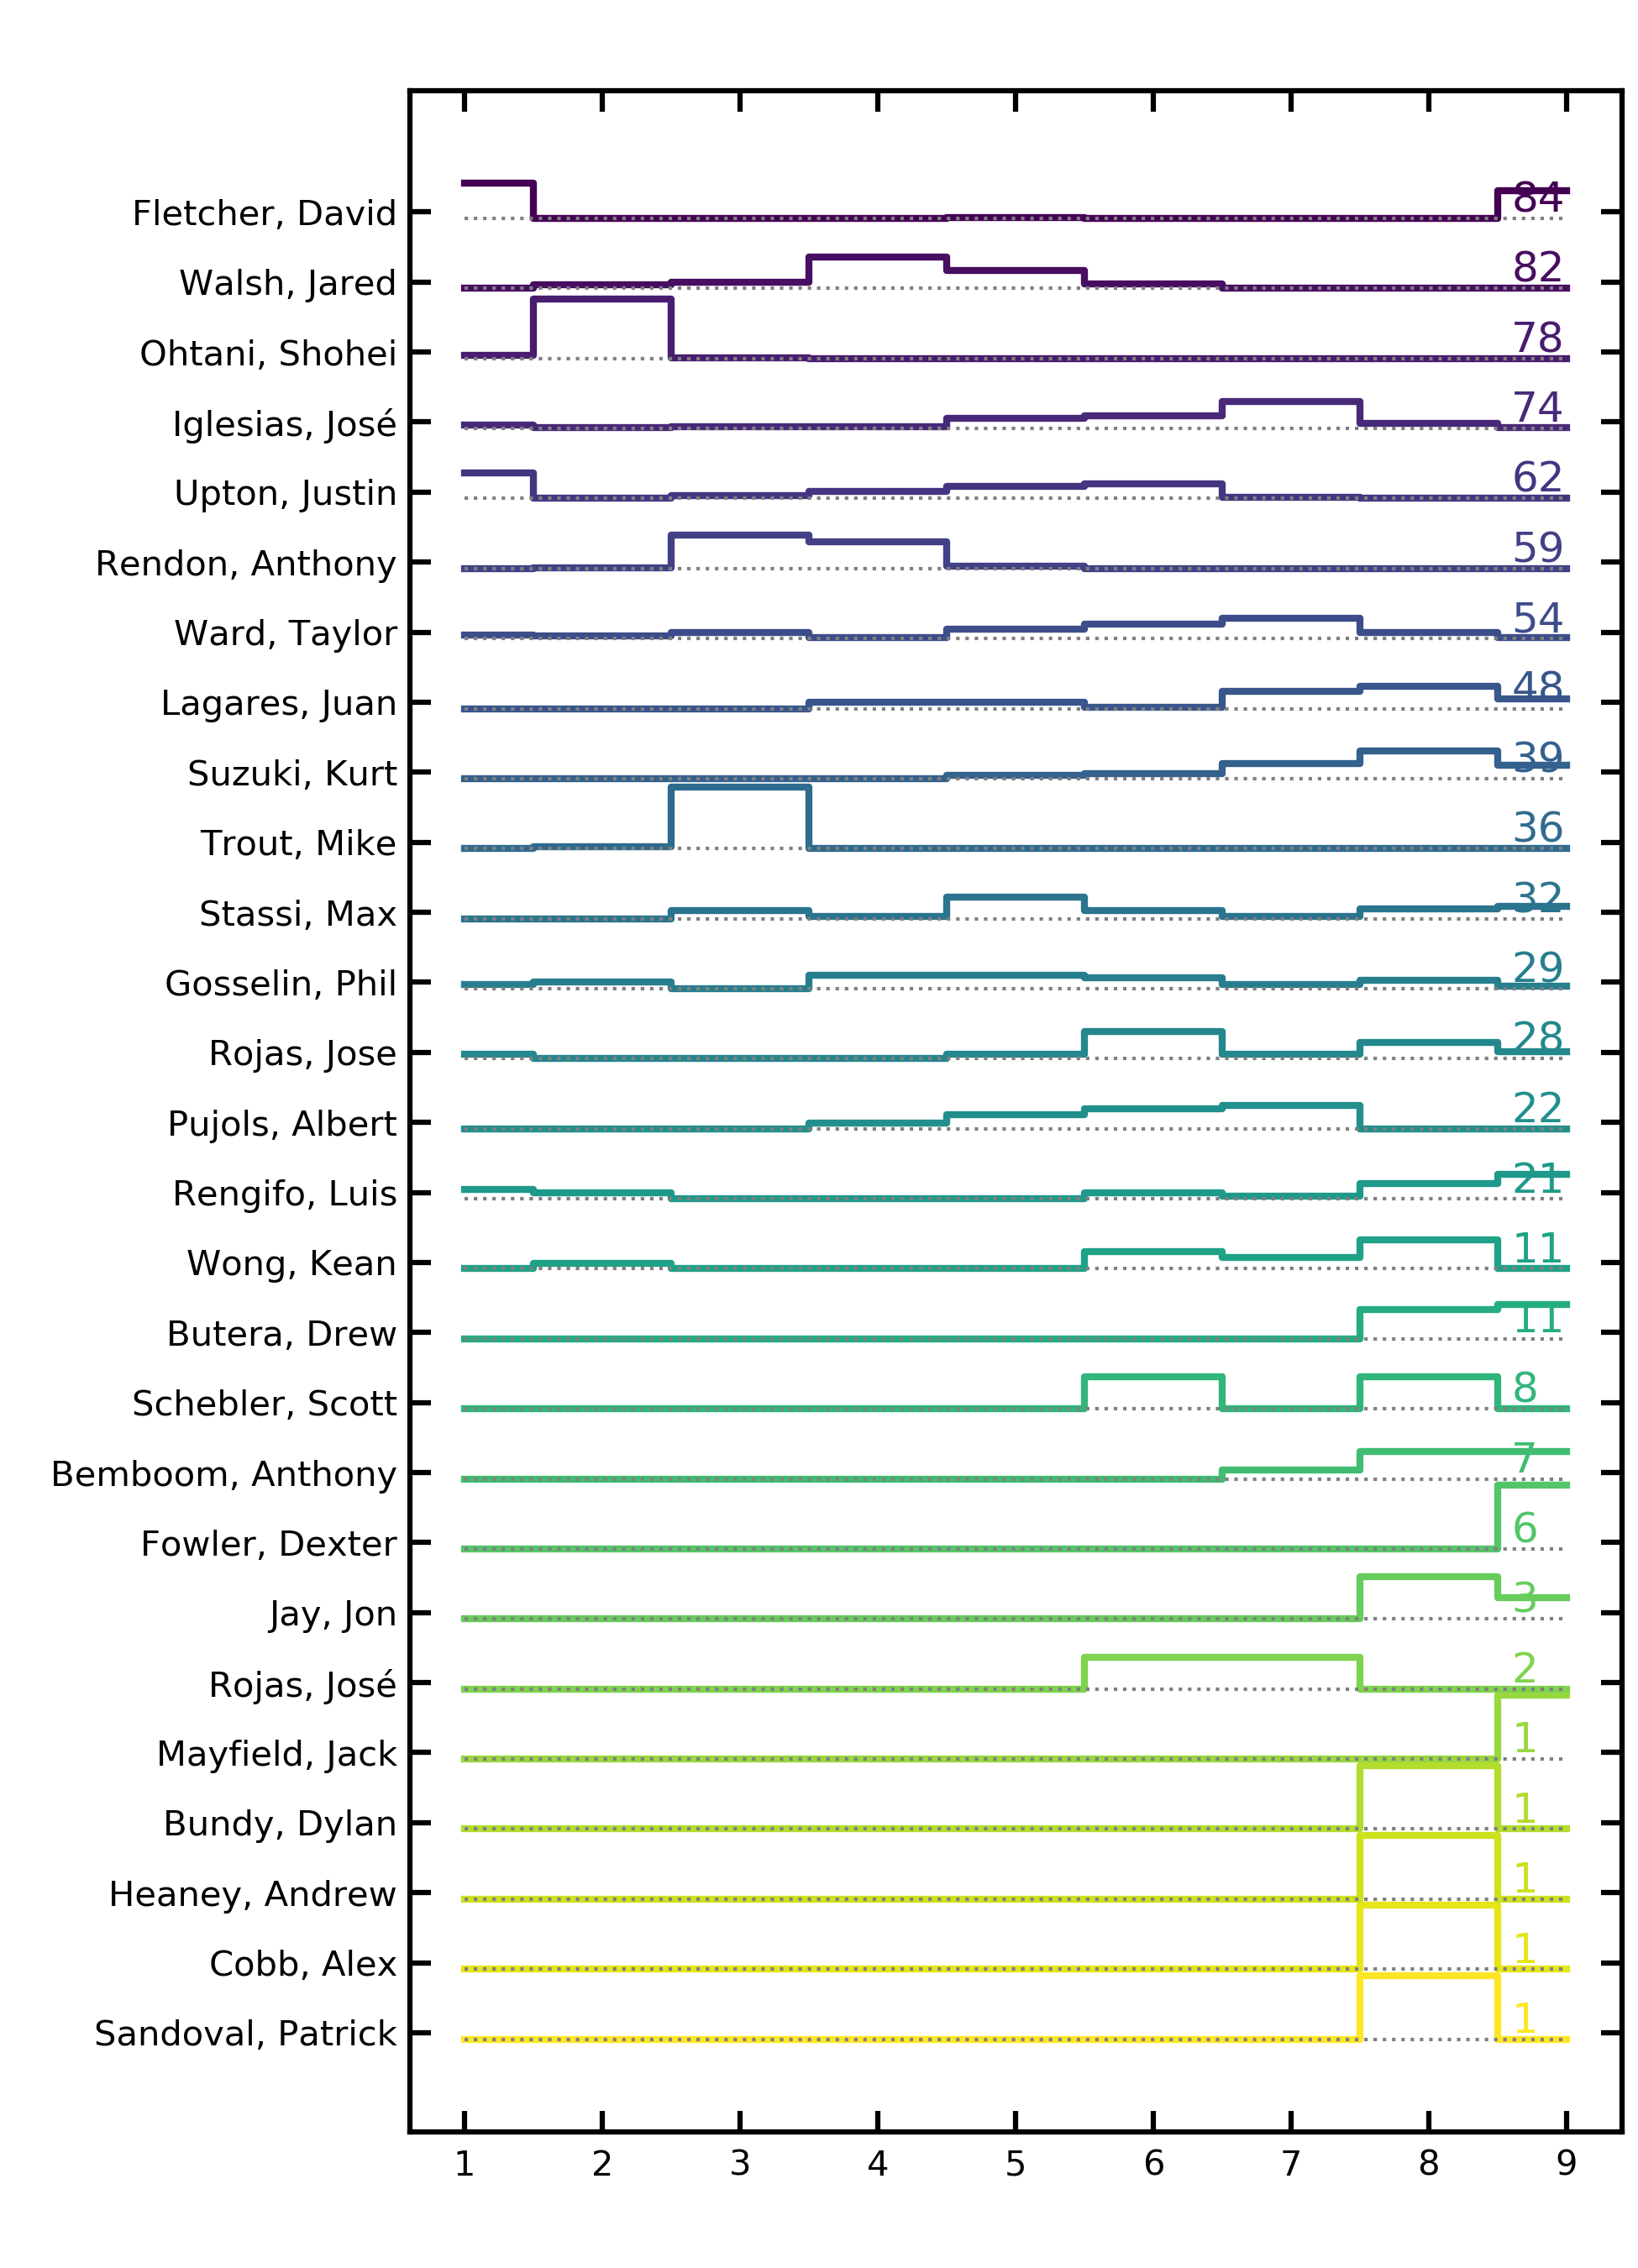 Fletcher, David 84
Walsh, Jared 82
Ohtani, Shohei 78
Iglesias, José 74
Upton, Justin 62
Rendon, Anthony 59
Ward, Taylor 54
Lagares, Juan 48
Suzuki, Kurt 39
Trout, Mike 36
Stassi, Max 32
Gosselin, Phil 29
Rojas, Jose 28
Pujols, Albert 22
Rengifo, Luis 21
Wong, Kean 11
Butera, Drew 11
Schebler, Scott 8
Bemboom, Anthony 7
Fowler, Dexter 6
Jay, Jon 3
Rojas, José 2
Mayfield, Jack 1
Bundy, Dylan 1
Heaney, Andrew 1
Cobb, Alex 1
Sandoval, Patrick 1
1 2 3 4 5 6 7 8 9